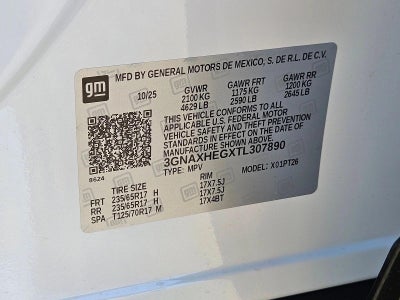 gm MFD BY GENERAL MOTORS DE MEXICO, S. DE R.L. DE C.V.
10/25 GVWR GAWR FRT GAWR RR
2100 KG 1175 KG 1200 KG
4629 LB 2590 LB 2645 LB
THIS VEHICLE CONFORMS TO ALL
APPLICABLE U.S. FEDERAL MOTOR
VEHICLE SAFETY AND THEFT PREVENTION
STANDARDS IN EFFECT ON THE DATE OF
MANUFACTURE SHOWN ABOVE.
3GNAXHEGXTL307890
8624 TYPE: MPV MODEL: X01PT26
TIRE SIZE RIM
FRT 235/65R17 H 17X7.5J
RR 235/65R17 H 17X7.5J
SPA T125/70R17 M 17X4BT